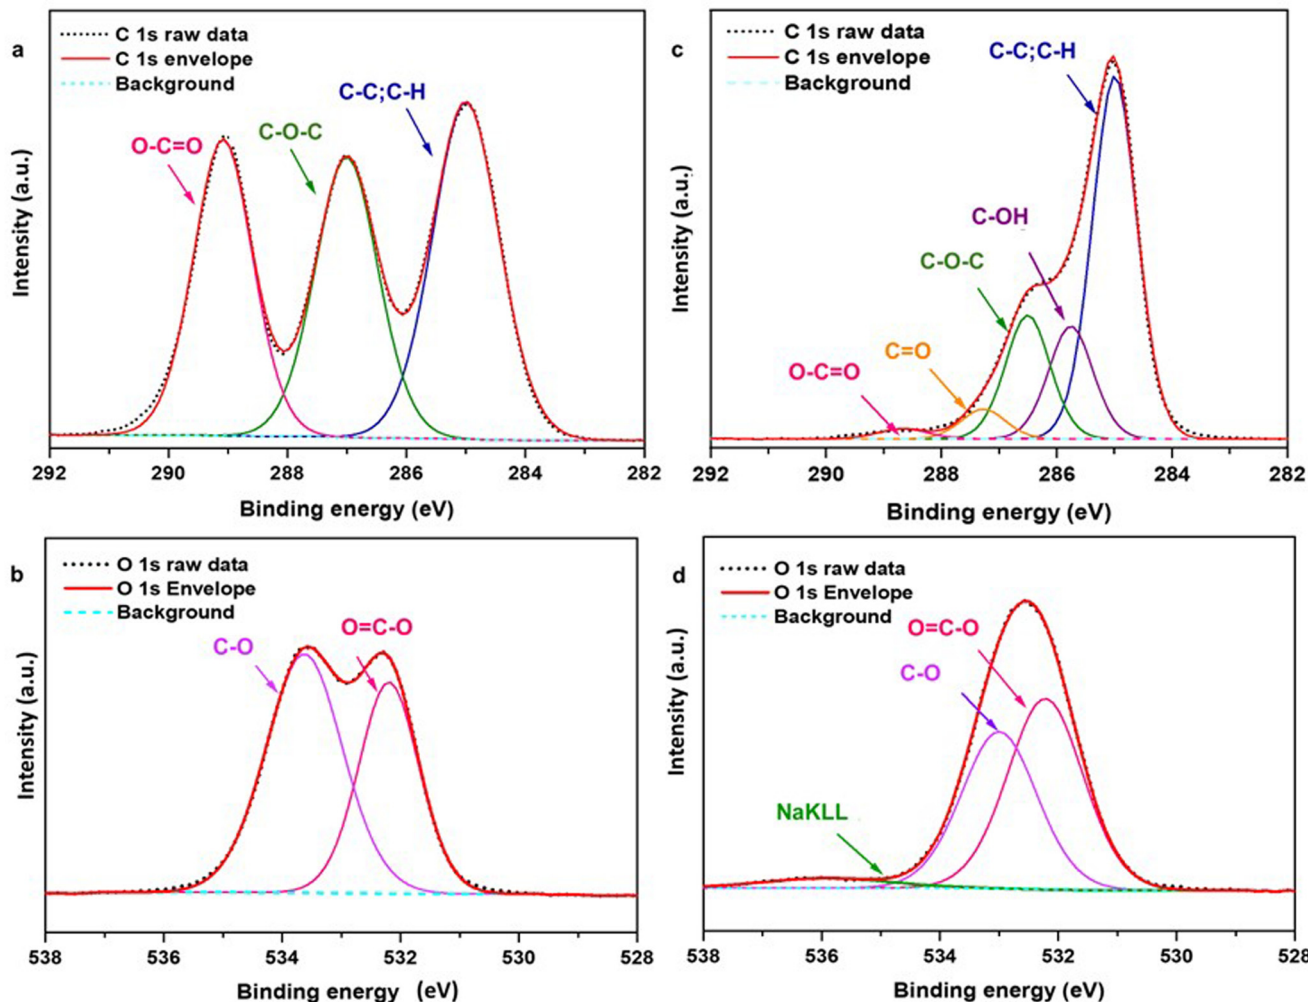 a
C 1s raw data
C 1s envelope
Background
O-C=O
C-O-C
C-C;C-H
Intensity (a.u.)
292 290 288 286 284 282
Binding energy (eV)
c
C 1s raw data
C 1s envelope
Background
C-C;C-H
C-OH
C-O-C
C=O
O-C=O
Intensity (a.u.)
292 290 288 286 284 282
Binding energy (eV)
b
O 1s raw data
O 1s Envelope
Background
C-O
O=C-O
Intensity (a.u.)
538 536 534 532 530 528
Binding energy (eV)
d
O 1s raw data
O 1s Envelope
Background
O=C-O
C-O
NaKLL
Intensity (a.u.)
538 536 534 532 530 528
Binding energy (eV)